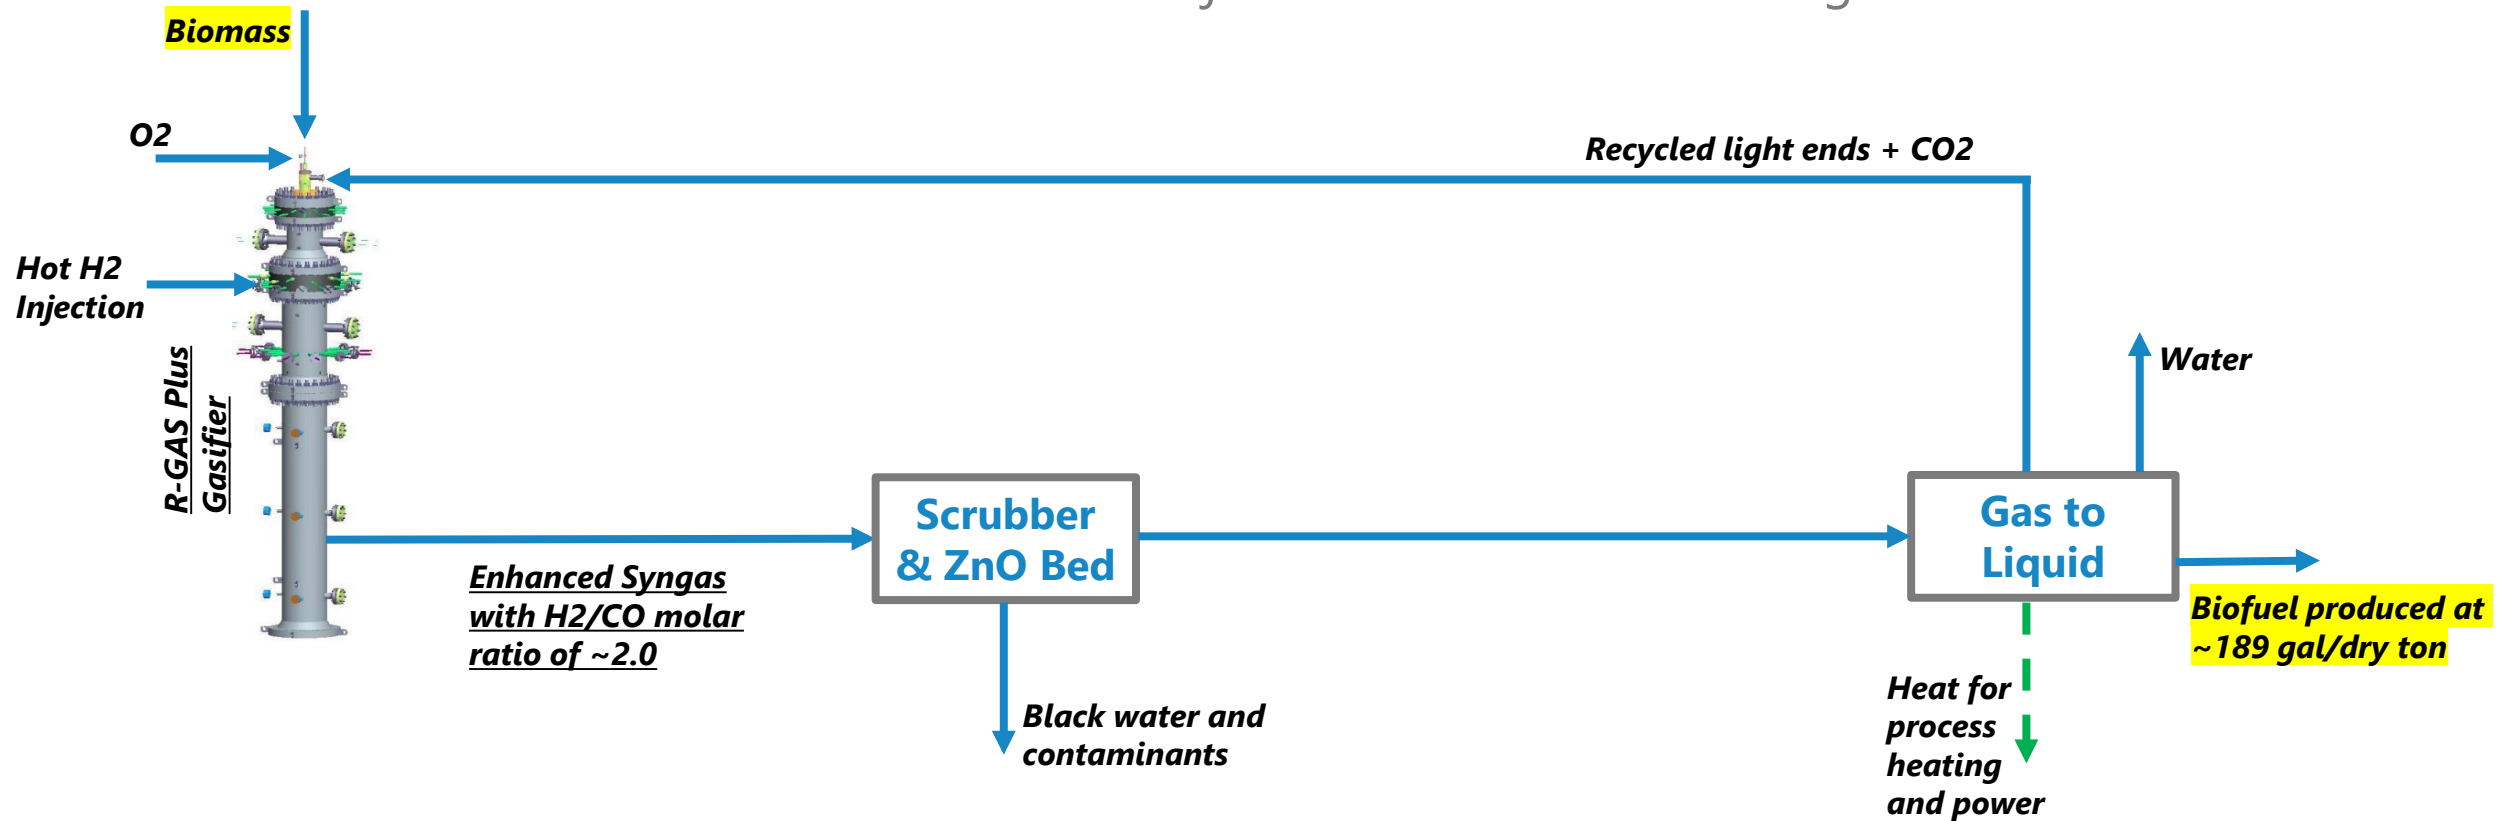 Biomass
O2
Recycled light ends + CO2
Hot H2
Injection
Water
R-GAS Plus
Gasifier
Scrubber
& ZnO Bed
Gas to
Liquid
Enhanced Syngas
with H2/CO molar
ratio of ~2.0
Biofuel produced at
~189 gal/dry ton
Black water and
contaminants
Heat for
process
heating
and power